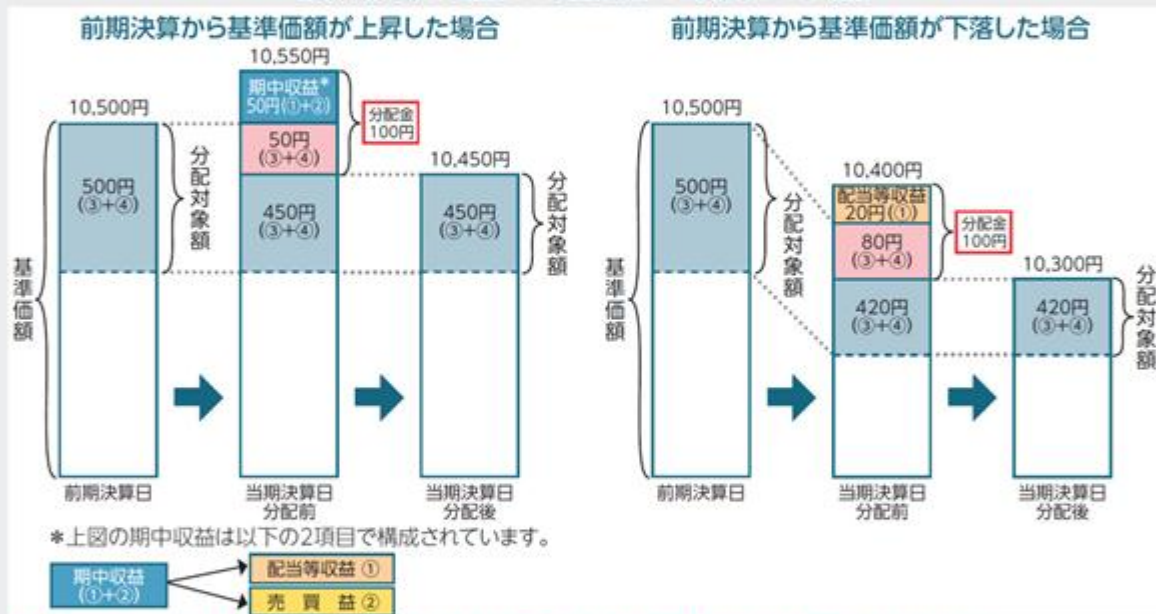 前期決算から基準価額が上昇した場合
10,500円
500円
(③+④)
分配対象額
基準価額
10,550円
期中収益*
50円(①+②)
50円
(③+④)
450円
(③+④)
分配金
100円
10,450円
450円
(③+④)
分配対象額
前期決算日
当期決算日
分配前
当期決算日
分配後
前期決算から基準価額が下落した場合
10,500円
500円
(③+④)
分配対象額
基準価額
10,400円
配当等収益
20円(①)
80円
(③+④)
420円
(③+④)
分配金
100円
10,300円
420円
(③+④)
分配対象額
前期決算日
当期決算日
分配前
当期決算日
分配後
*上図の期中収益は以下の2項目で構成されています。
期中収益
(①+②)
配当等収益 ①
売 買 益 ②